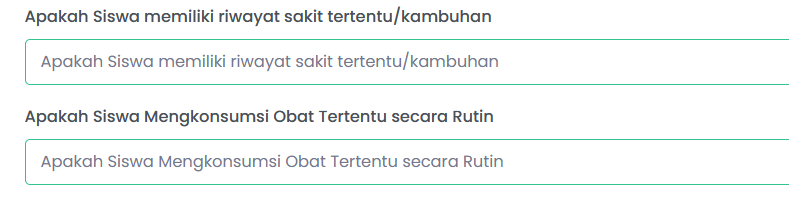 Apakah Siswa memiliki riwayat sakit tertentu/kambuhan
Apakah Siswa memiliki riwayat sakit tertentu/kambuhan
Apakah Siswa Mengkonsumsi Obat Tertentu secara Rutin
Apakah Siswa Mengkonsumsi Obat Tertentu secara Rutin